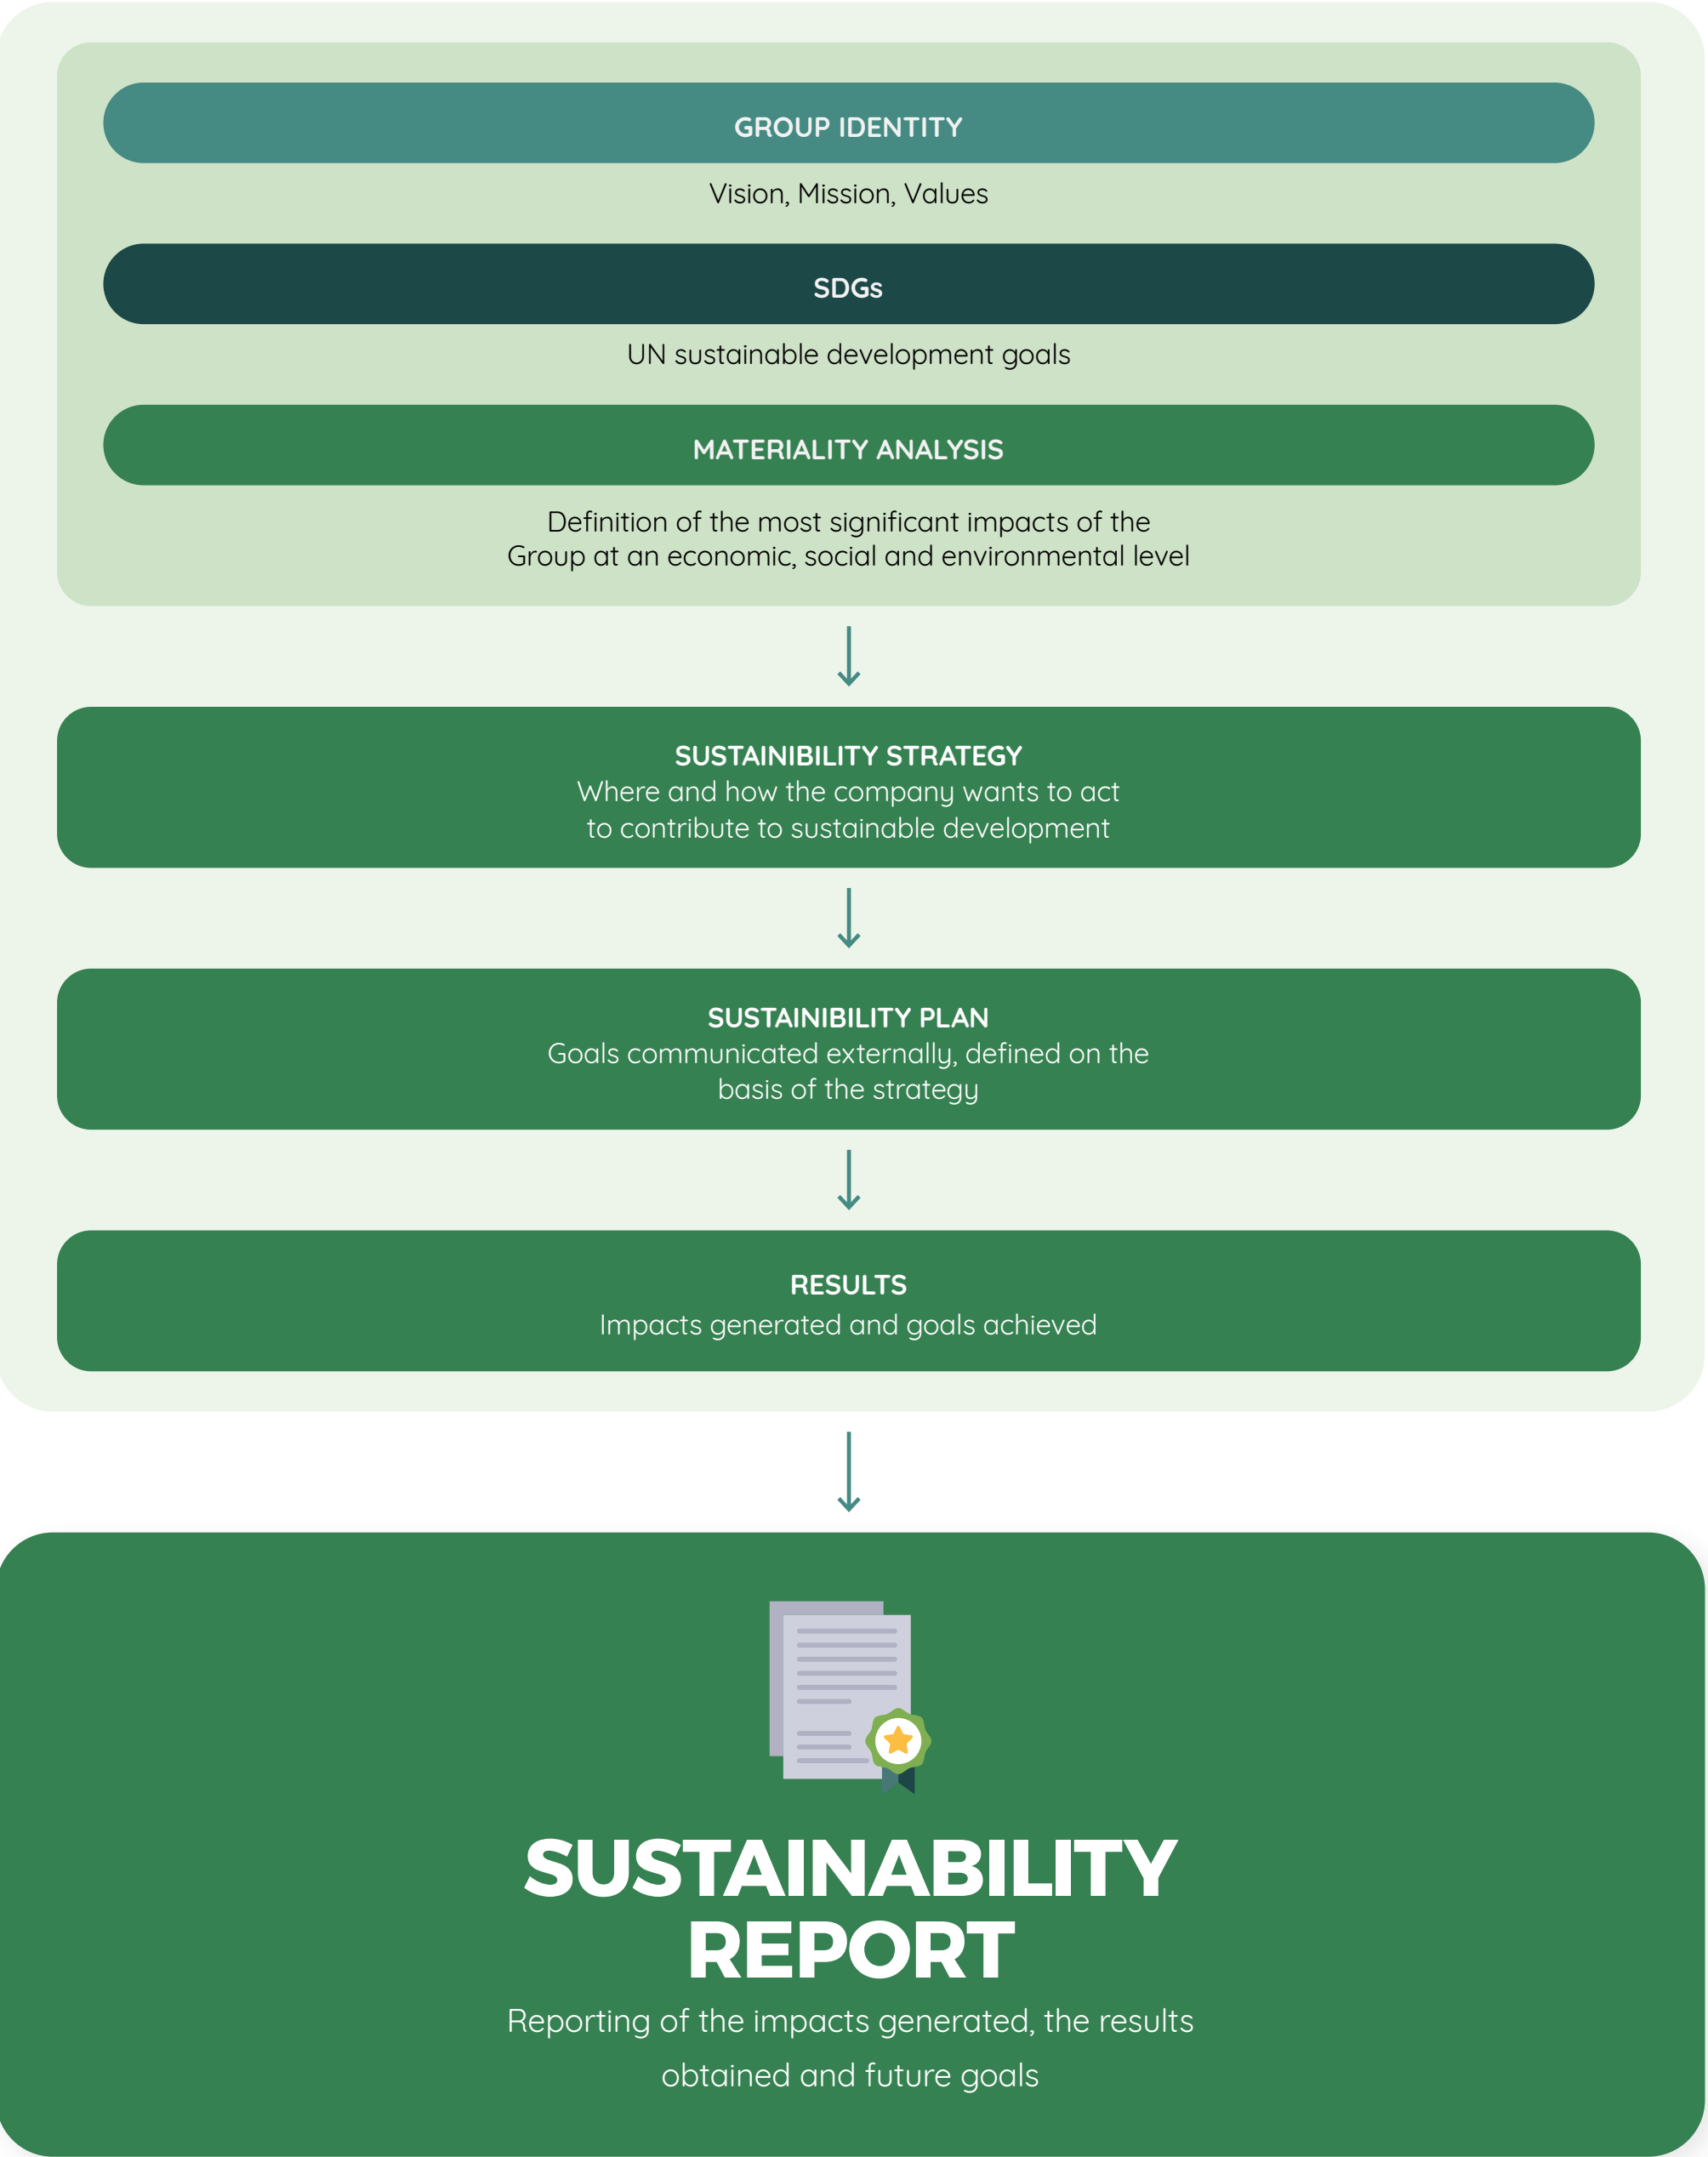 GROUP IDENTITY
Vision, Mission, Values
SDGs
UN sustainable development goals
MATERIALITY ANALYSIS
Definition of the most significant impacts of the
Group at an economic, social and environmental level
SUSTAINIBILITY STRATEGY
Where and how the company wants to act
to contribute to sustainable development
SUSTAINIBILITY PLAN
Goals communicated externally, defined on the
basis of the strategy
RESULTS
Impacts generated and goals achieved
SUSTAINABILITY
REPORT
Reporting of the impacts generated, the results
obtained and future goals